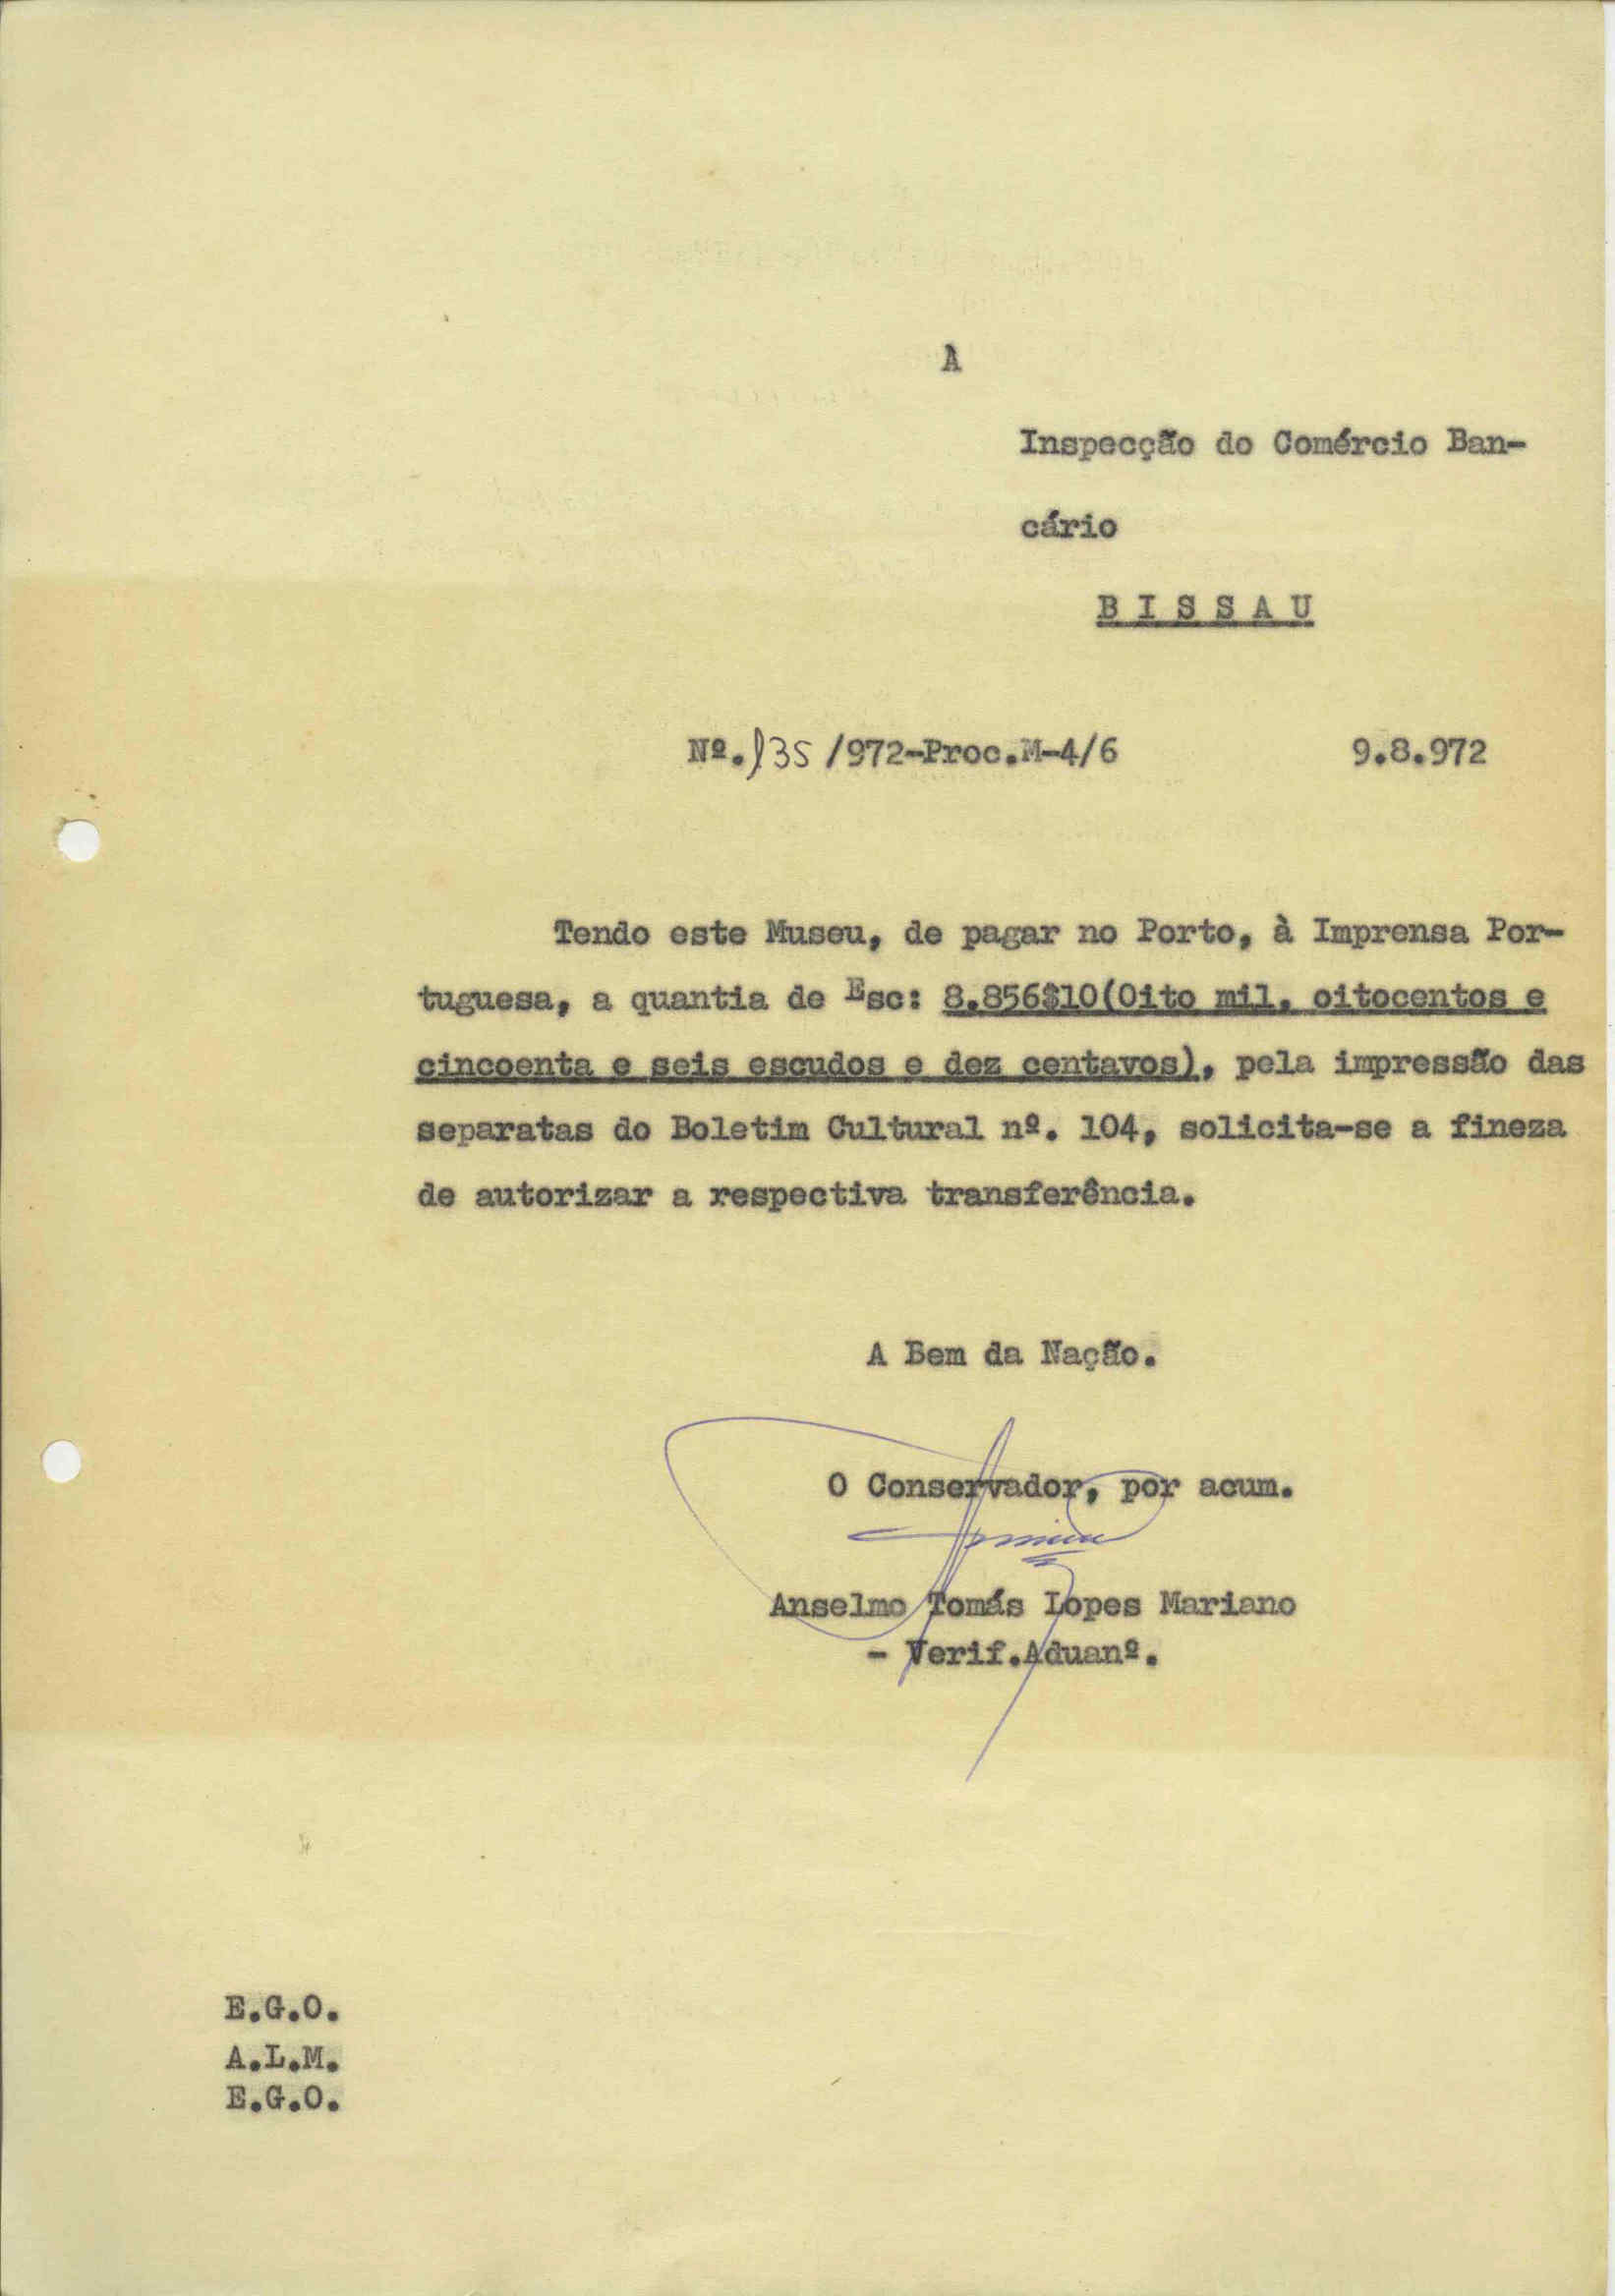 À
Inspecção do Comércio Ban-
cário
B I S S A U
Nº.135/972-Proc.M-4/6 9.8.972
Tendo este Museu, de pagar no Porto, à Imprensa Por-
tuguesa, a quantia de Esc: 8.856$10(Oito mil, oitocentos e
cincoenta e seis escudos e dez centavos), pela impressão das
separatas do Boletim Cultural nº. 104, solicita-se a fineza
de autorizar a respectiva transferência.
A Bem da Nação.
O Conservador, por acum.
Anselmo Tomás Lopes Mariano
- Verif.Aduanº.
E.G.O.
A.L.M.
E.G.O.